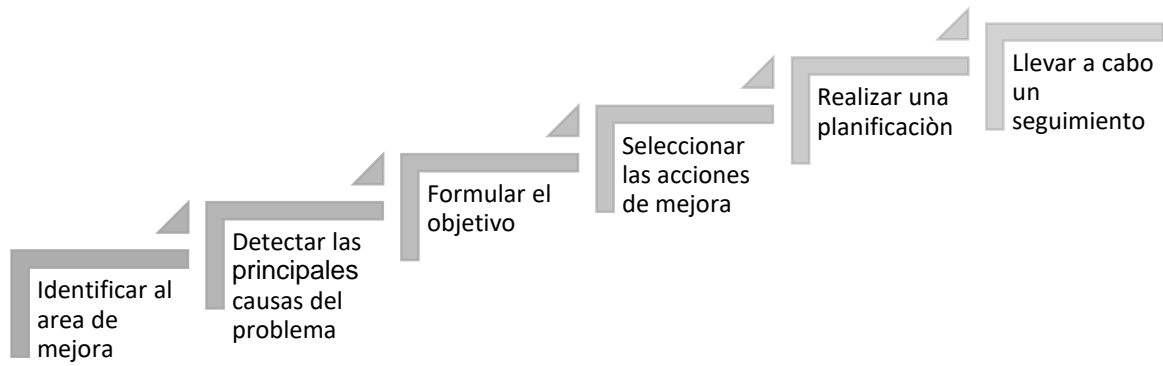 Identificar al
area de
mejora
Detectar las
principales
causas del
problema
Formular el
objetivo
Seleccionar
las acciones
de mejora
Realizar una
planificaciòn
Llevar a cabo
un
seguimiento